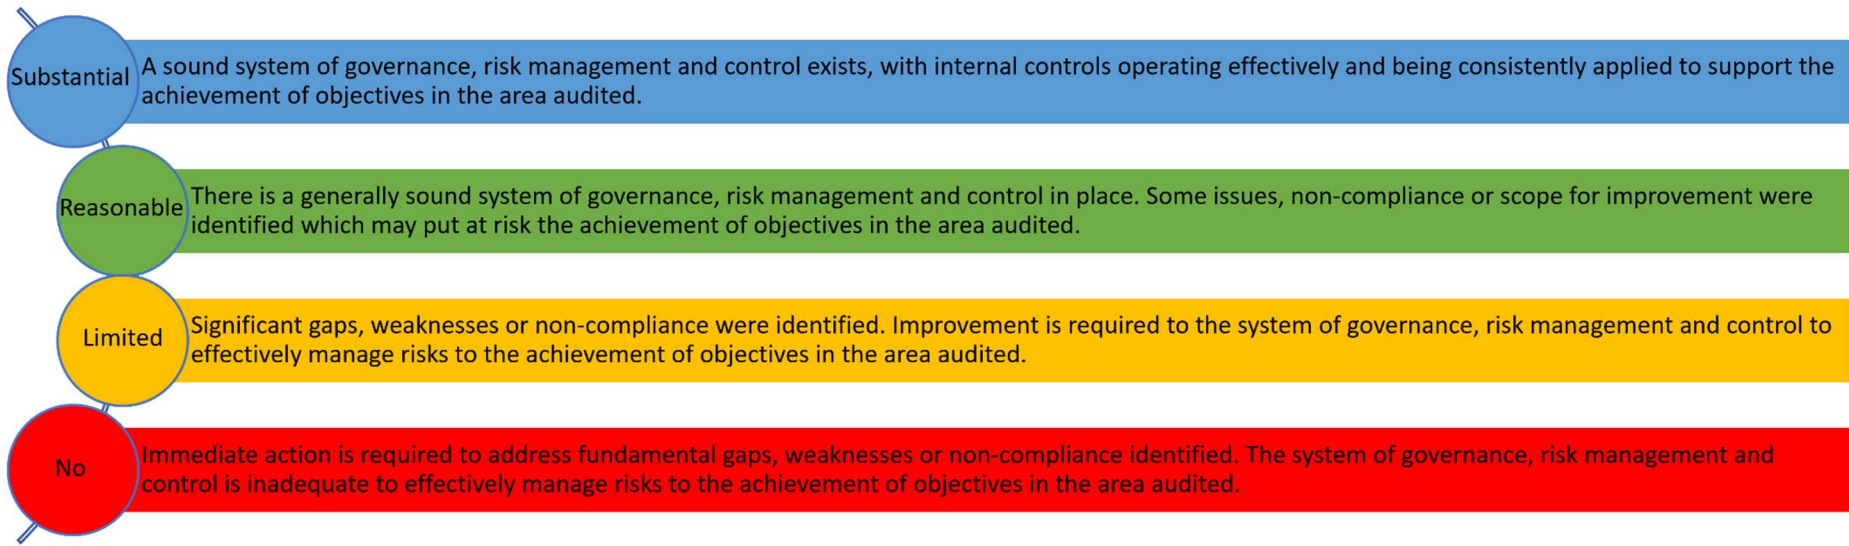 Substantial
A sound system of governance, risk management and control exists, with internal controls operating effectively and being consistently applied to support the
achievement of objectives in the area audited.
Reasonable
There is a generally sound system of governance, risk management and control in place. Some issues, non-compliance or scope for improvement were
identified which may put at risk the achievement of objectives in the area audited.
Limited
Significant gaps, weaknesses or non-compliance were identified. Improvement is required to the system of governance, risk management and control to
effectively manage risks to the achievement of objectives in the area audited.
No
Immediate action is required to address fundamental gaps, weaknesses or non-compliance identified. The system of governance, risk management and
control is inadequate to effectively manage risks to the achievement of objectives in the area audited.